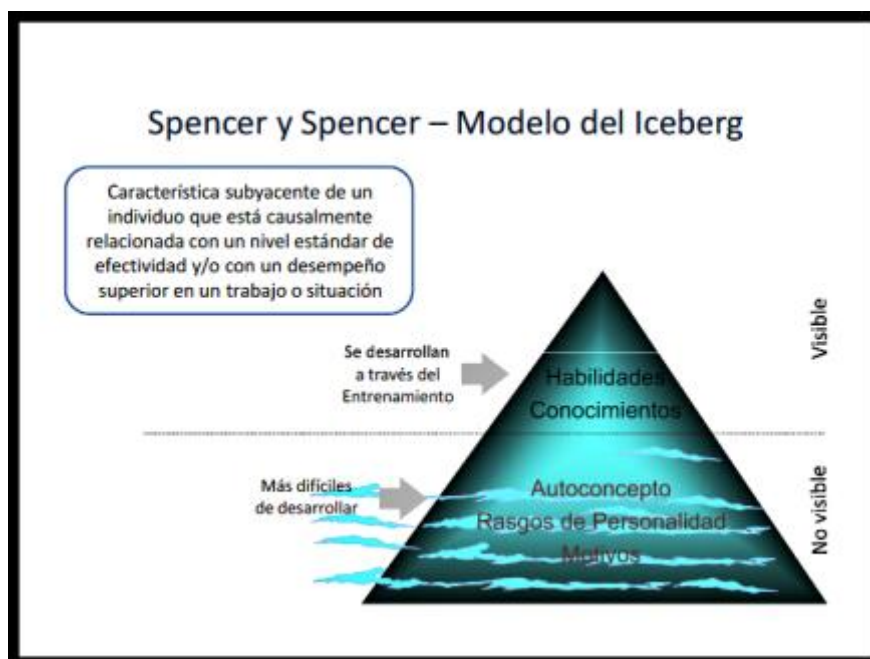 Spencer y Spencer – Modelo del Iceberg
Característica subyacente de un
individuo que está causalmente
relacionada con un nivel estándar de
efectividad y/o con un desempeño
superior en un trabajo o situación
Se desarrollan
a través del
Entrenamiento
Habilidades
Conocimientos
Visible
Más difíciles
de desarrollar
Autoconcepto
Rasgos de Personalidad
Motivos
No visible